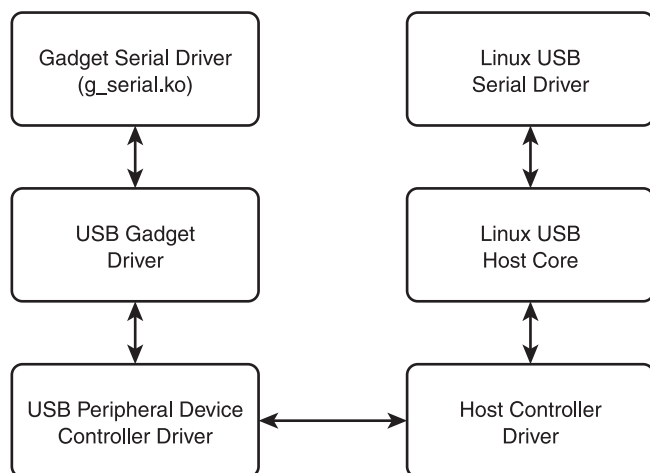 Gadget Serial Driver
(g_serial.ko)
Linux USB
Serial Driver
USB Gadget
Driver
Linux USB
Host Core
USB Peripheral Device
Controller Driver
Host Controller
Driver